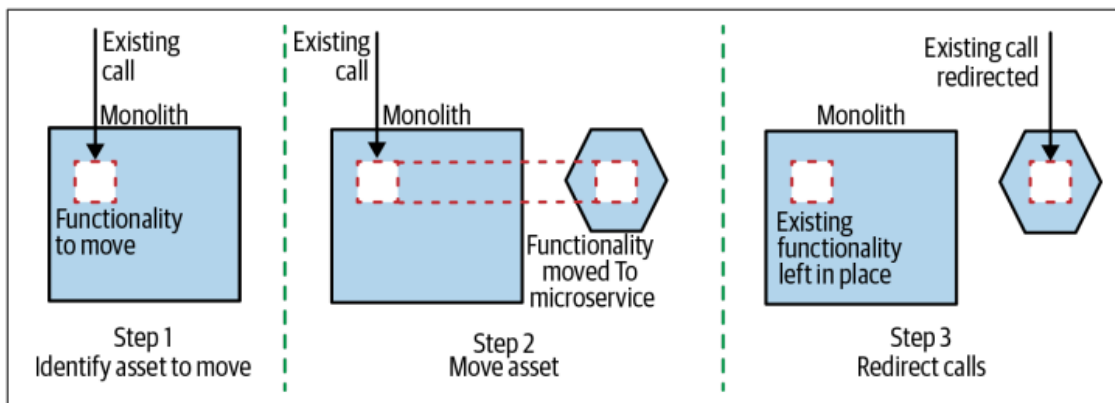 Existing
call
Monolith
Functionality
to move
Step 1
Identify asset to move
Existing
call
Monolith
Functionality
moved To
microservice
Step 2
Move asset
Existing call
redirected
Monolith
Existing
functionality
left in place
Step 3
Redirect calls